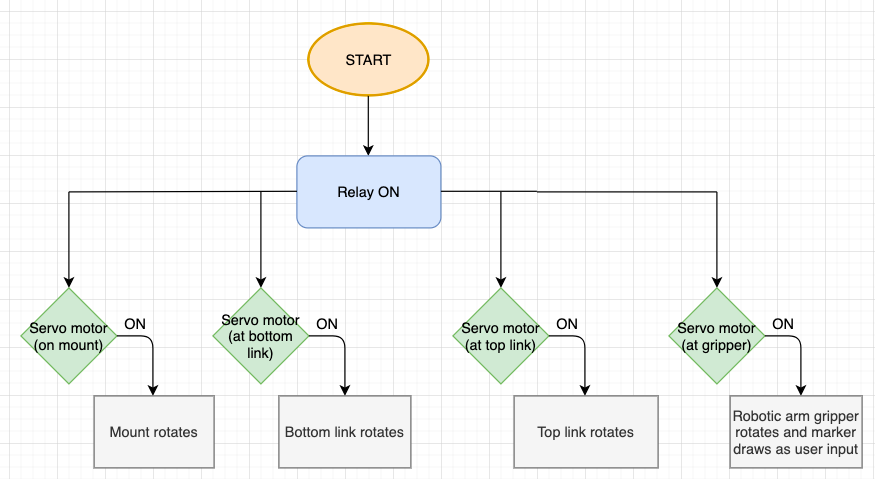 START
Relay ON
Servo motor
(on mount)
ON
Servo motor
(at bottom
link)
ON
Servo motor
(at top link)
ON
Servo motor
(at gripper)
ON
Mount rotates
Bottom link rotates
Top link rotates
Robotic arm gripper
rotates and marker
draws as user input